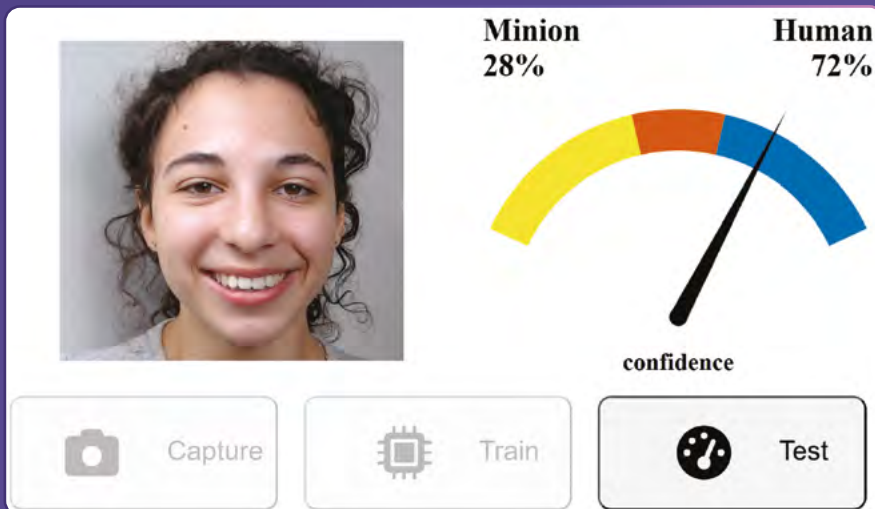 Minion
28%
Human
72%
confidence
Capture
Train
Test